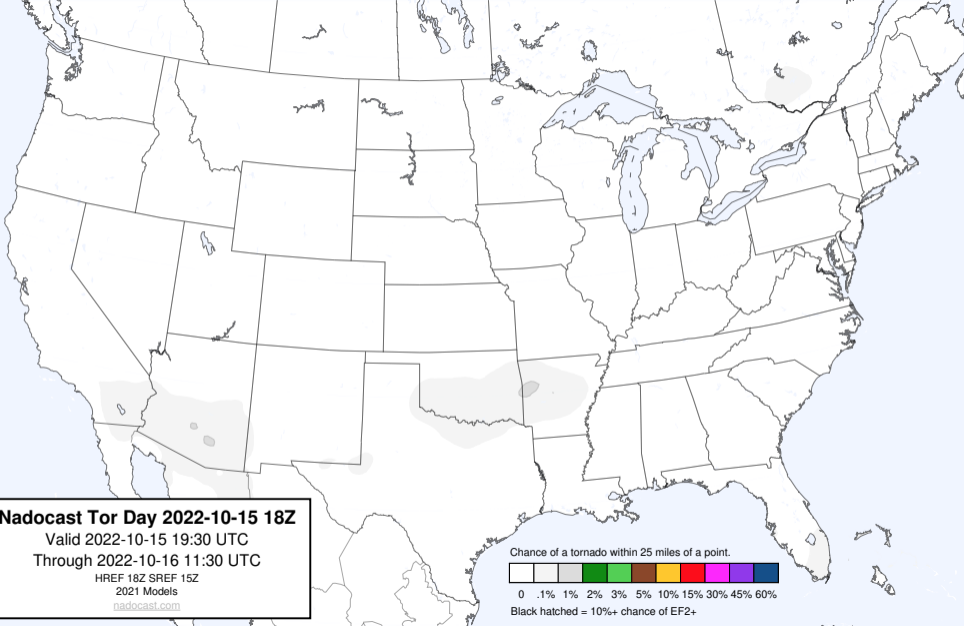 Nadocast Tor Day 2022-10-15 18Z
Valid 2022-10-15 19:30 UTC
Through 2022-10-16 11:30 UTC
HREF 18Z SREF 15Z
2021 Models
nadocast.com
Chance of a tornado within 25 miles of a point.
0 .1% 1% 2% 3% 5% 10% 15% 30% 45% 60%
Black hatched = 10%+ chance of EF2+